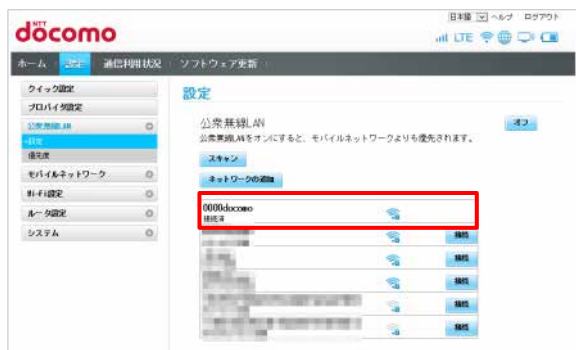 NTT
döcomo
日本語 ヘルプ ログアウト
LTE
ホーム 設定 通信利用状況 ソフトウェア更新
クイック設定
プロバイダ設定
公衆無線LAN
設定
優先度
モバイルネットワーク
Wi-Fi設定
ルータ設定
システム
設定
公衆無線LAN
オフ
公衆無線LANをオンにすると、モバイルネットワークよりも優先されます。
スキャン
ネットワークの追加
0000docomo
接続済
接続
接続
接続
接続
接続